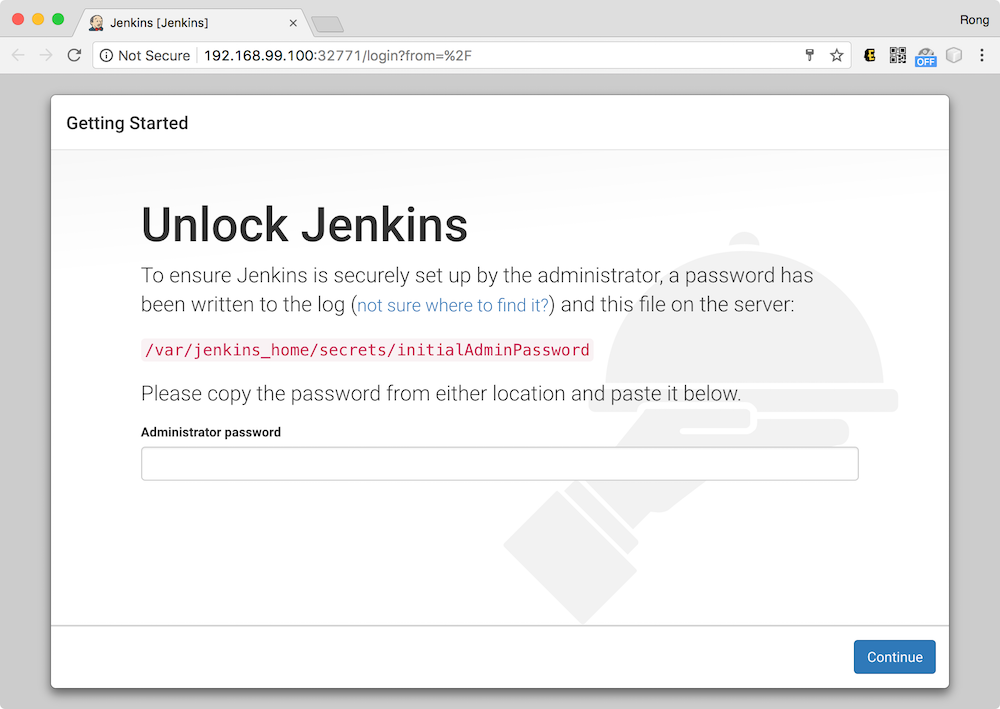 Jenkins [Jenkins]
Rong
Not Secure
192.168.99.100:32771/login?from=%2F
OFF
Getting Started
Unlock Jenkins
To ensure Jenkins is securely set up by the administrator, a password has
been written to the log (not sure where to find it?) and this file on the server:
/var/jenkins_home/secrets/initialAdminPassword
Please copy the password from either location and paste it below.
Administrator password
Continue